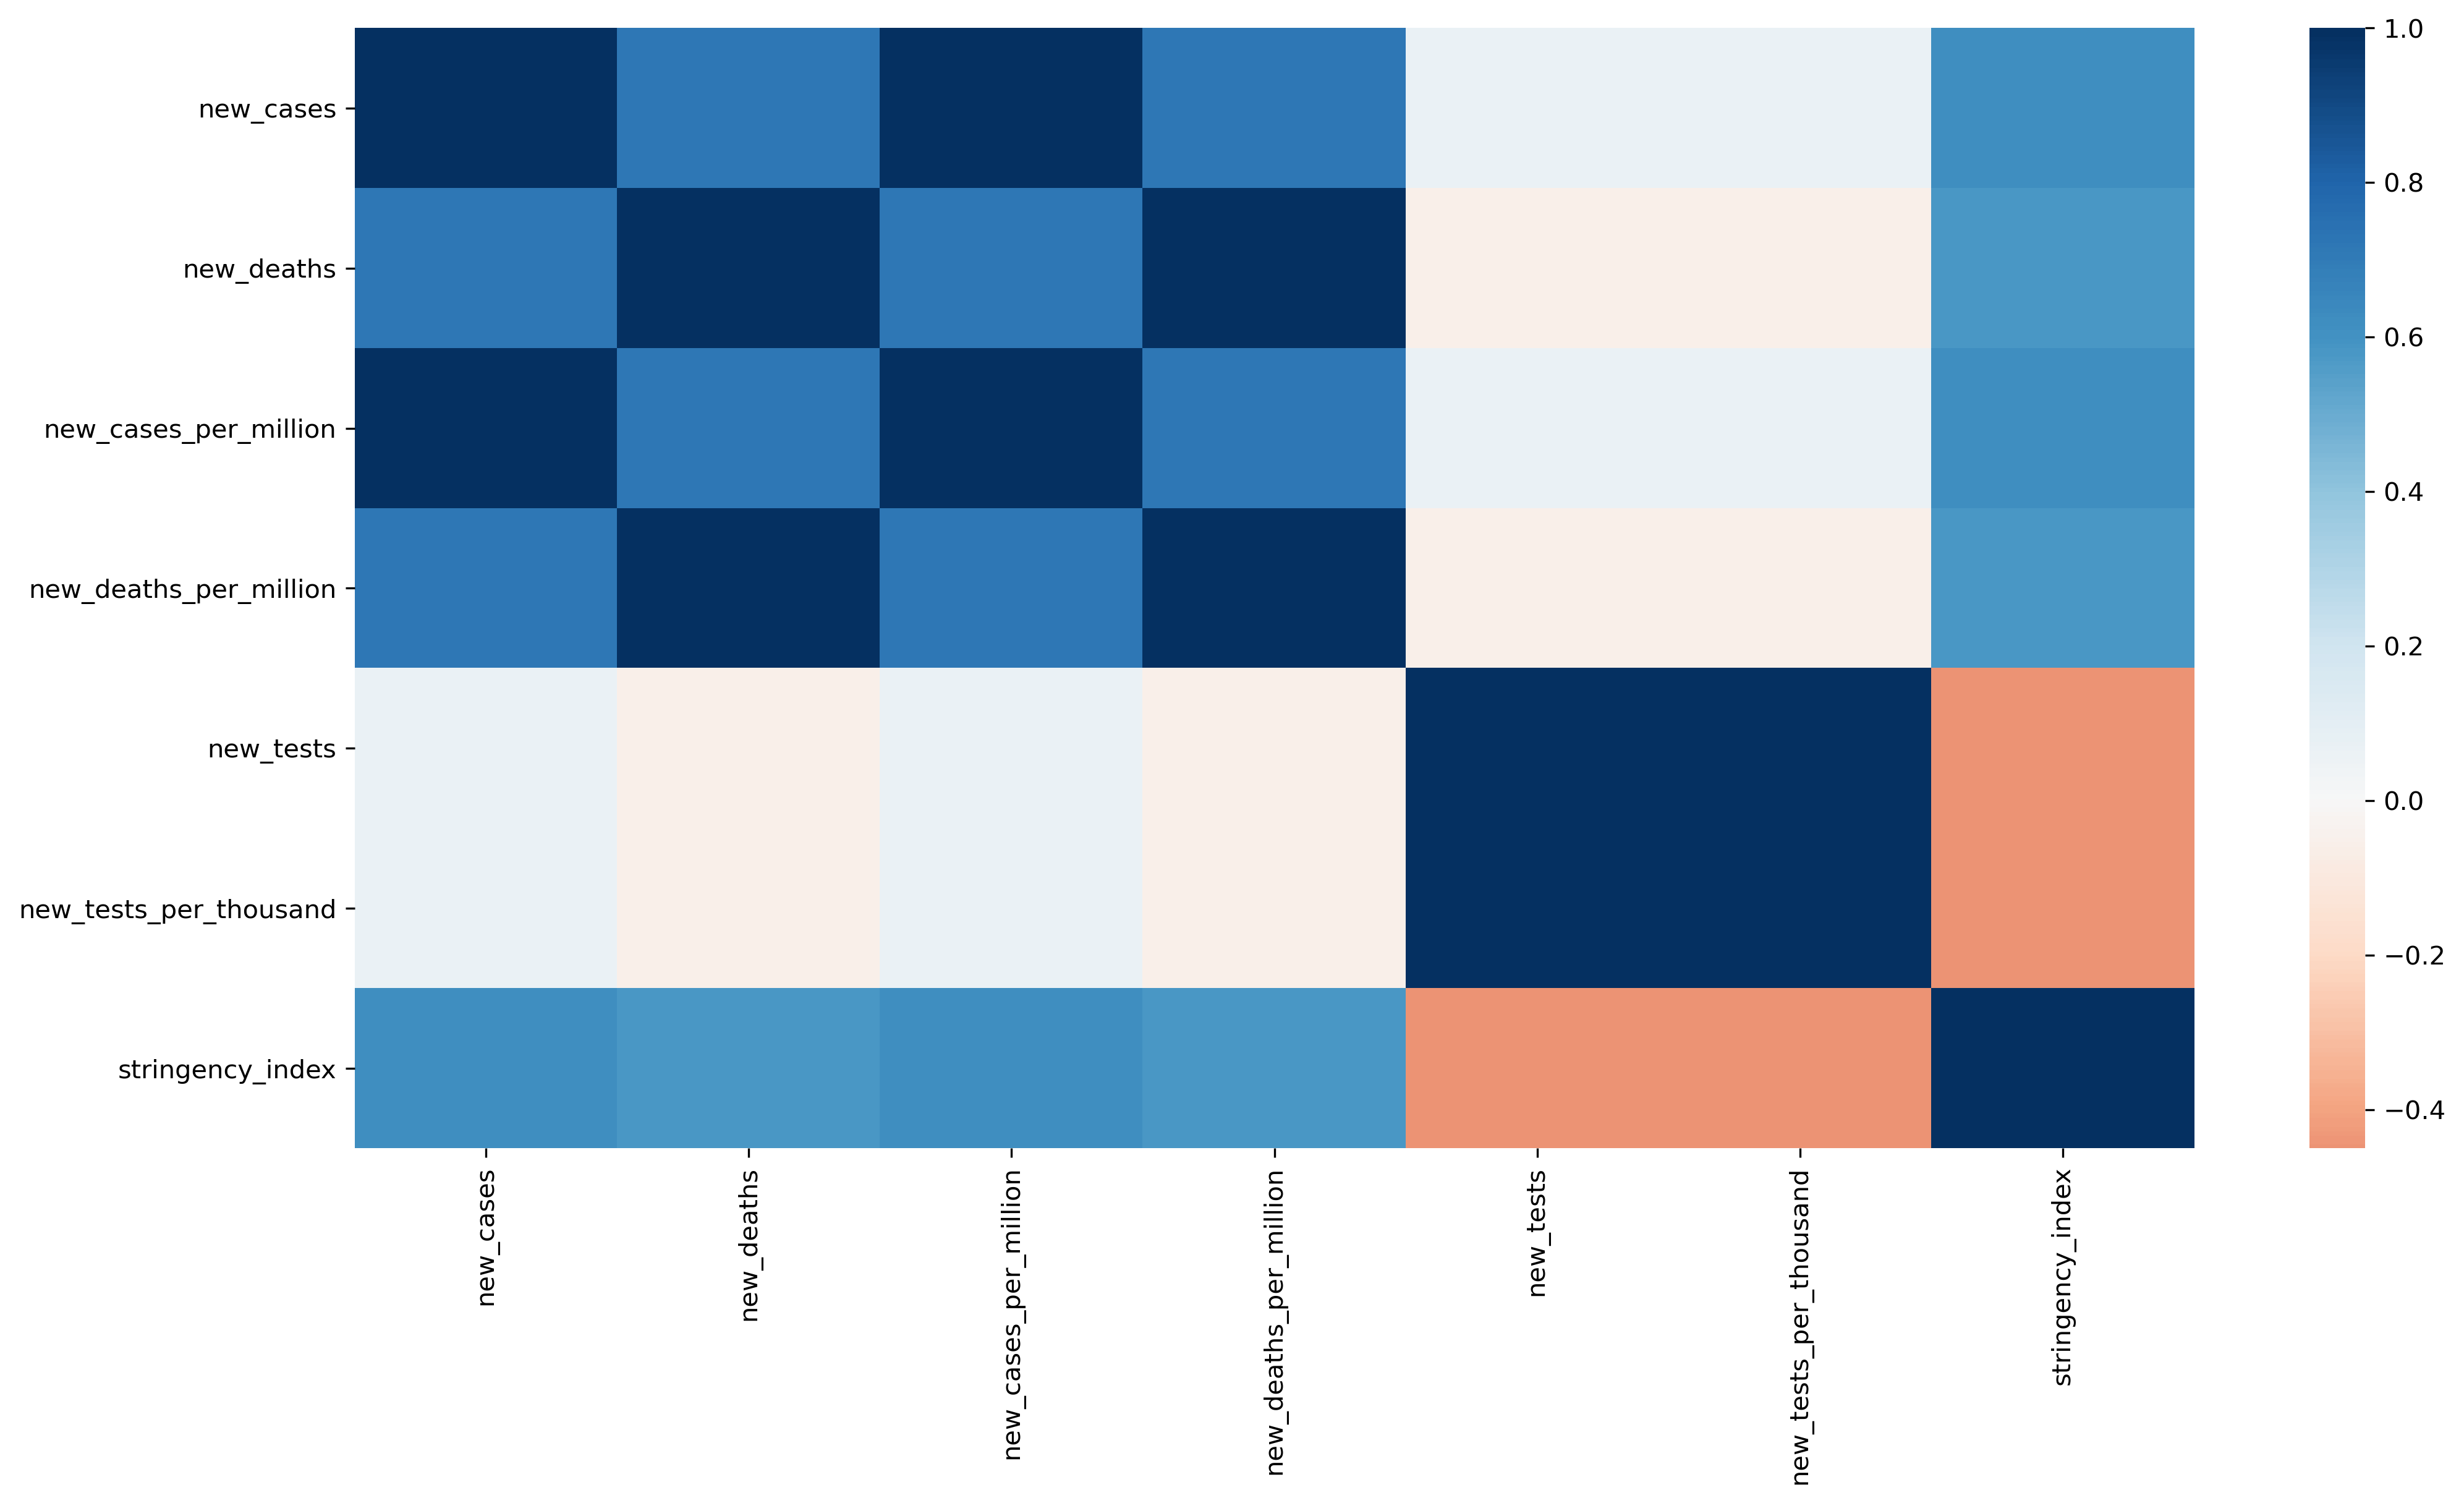 new_cases
new_deaths
new_cases_per_million
new_deaths_per_million
new_tests
new_tests_per_thousand
stringency_index
new_cases
new_deaths
new_cases_per_million
new_deaths_per_million
new_tests
new_tests_per_thousand
stringency_index
1.0
0.8
0.6
0.4
0.2
0.0
−0.2
−0.4